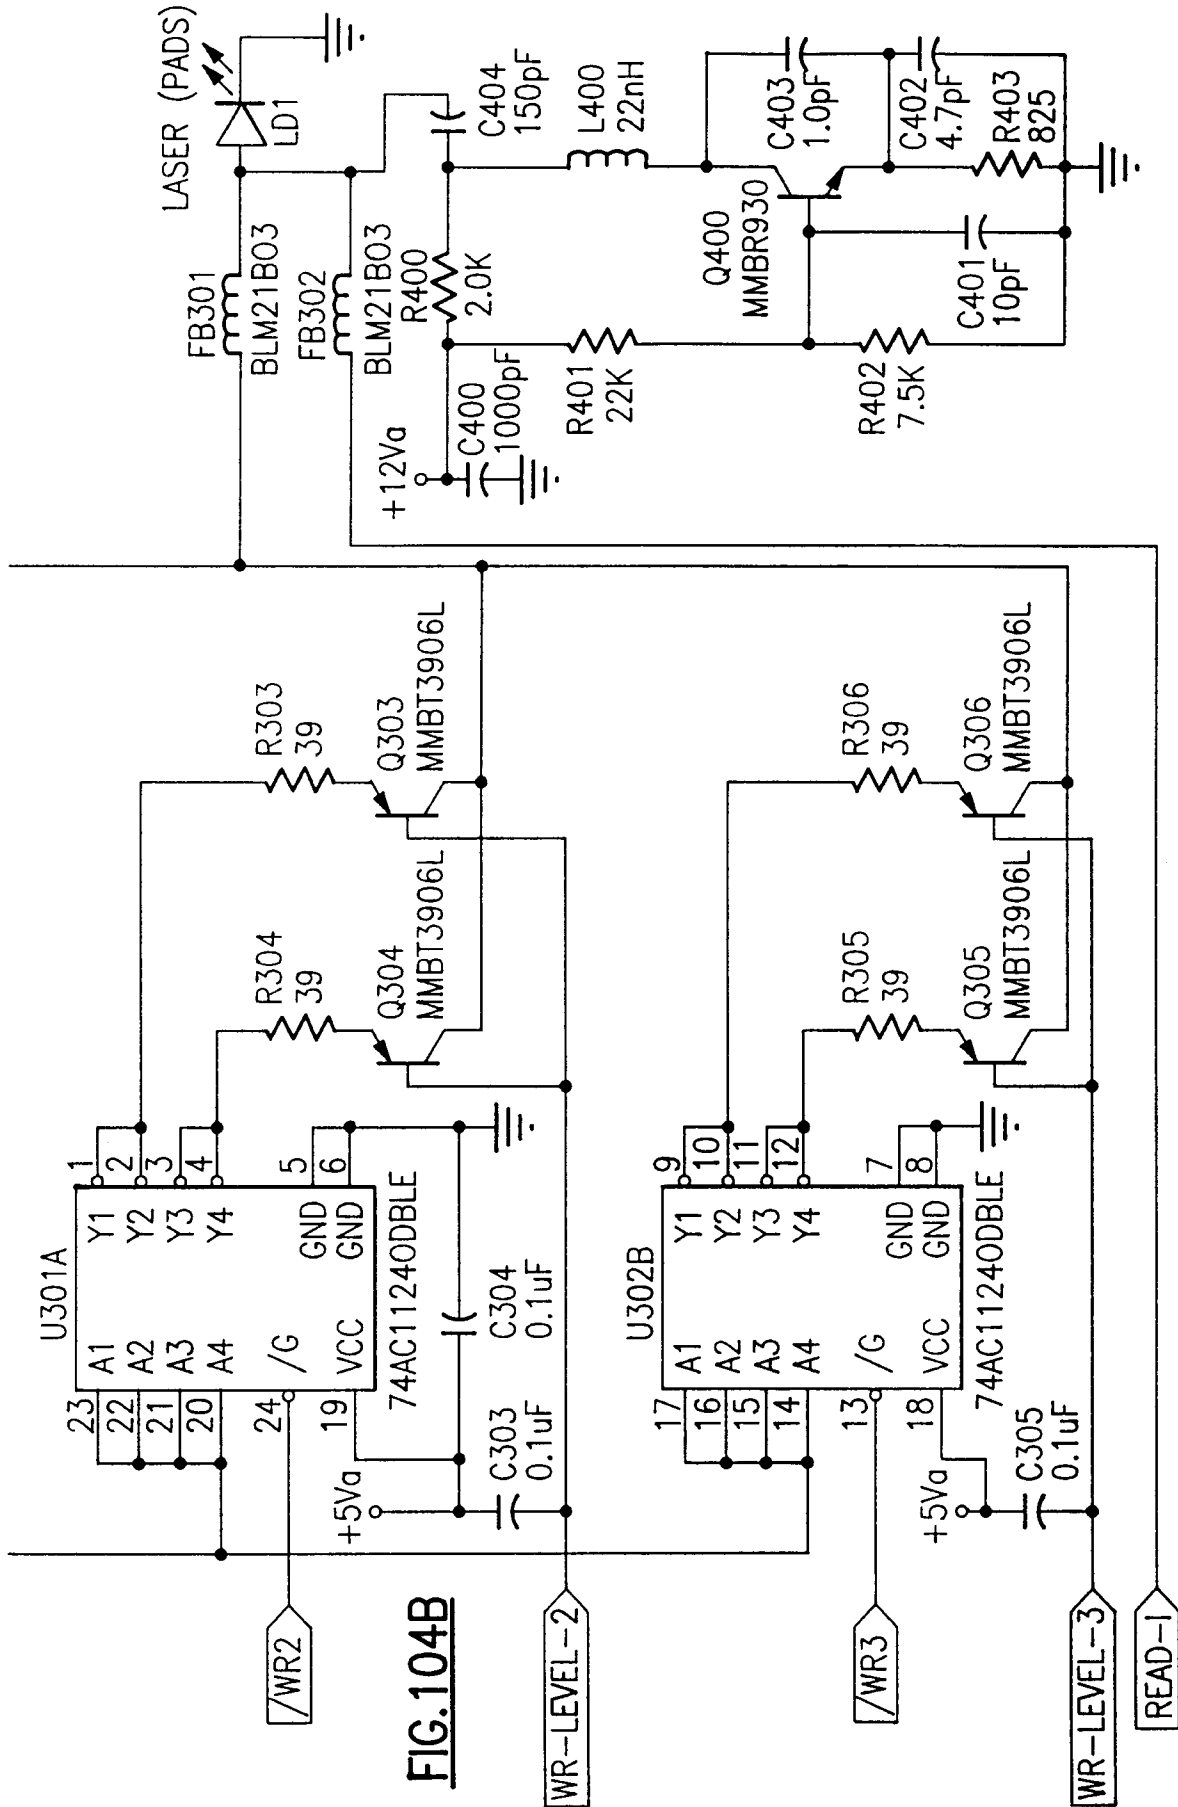 FIG.104B
U301A
23
22
21
20
24
19
A1
A2
A3
A4
/G
VCC
Y1
Y2
Y3
Y4
GND
GND
1
2
3
4
5
6
74AC11240DBLE
/WR2
+5Va
C303
0.1uF
C304
0.1uF
WR-LEVEL-2
R304
39
Q304
MMBT3906L
R303
39
Q303
MMBT3906L
U302B
17
16
15
14
13
18
A1
A2
A3
A4
/G
VCC
Y1
Y2
Y3
Y4
GND
GND
9
10
11
12
7
8
74AC11240DBLE
/WR3
+5Va
C305
0.1uF
WR-LEVEL-3
READ-I
R305
39
Q305
MMBT3906L
R306
39
Q306
MMBT3906L
LASER (PADS)
LD1
FB301
BLM21B03
FB302
BLM21B03
R400
2.0K
C404
150pF
+12Va
C400
1000pF
L400
22nH
R401
22K
Q400
MMBR930
C403
1.0pF
C402
4.7pF
R403
825
C401
10pF
R402
7.5K